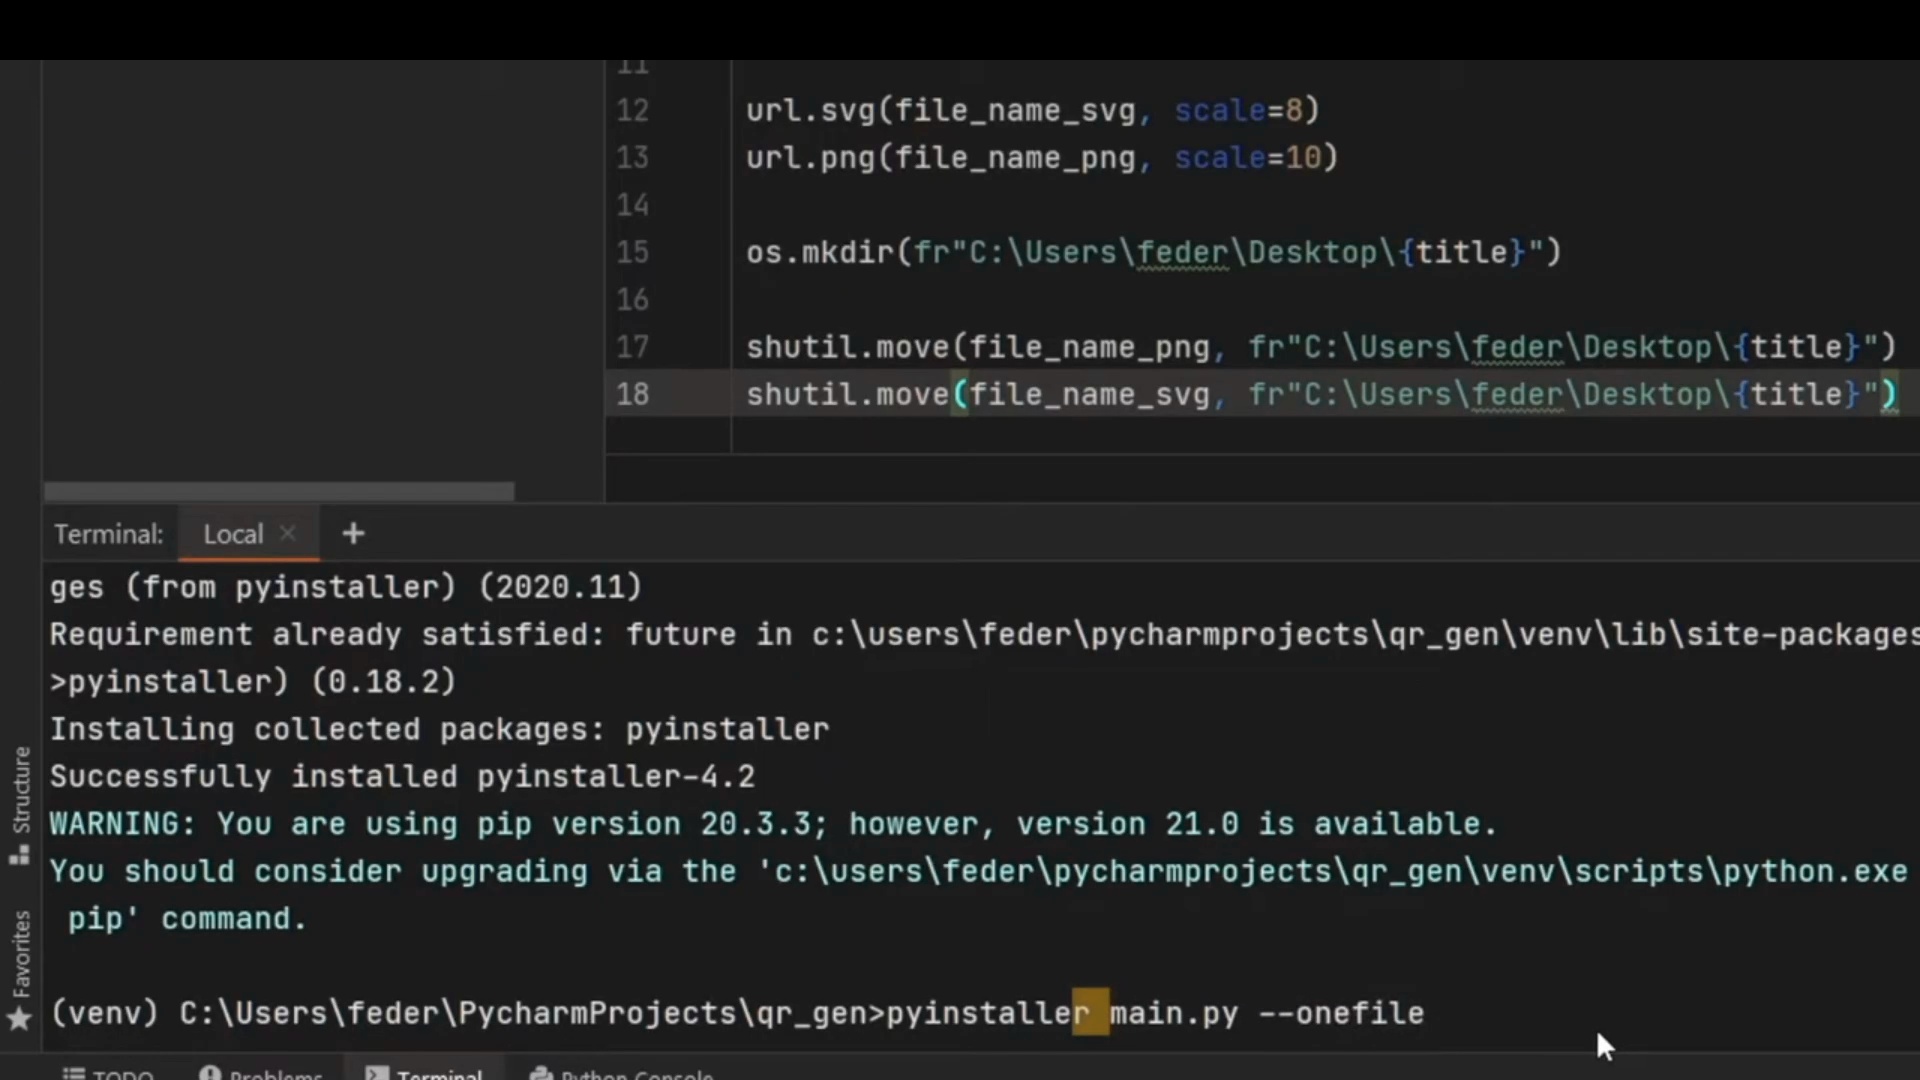 11
12 url.svg(file_name_svg, scale=8)
13 url.png(file_name_png, scale=10)
14
15 os.mkdir(fr"C:\Users\feder\Desktop\{title}")
16
17 shutil.move(file_name_png, fr"C:\Users\feder\Desktop\{title}")
18 shutil.move(file_name_svg, fr"C:\Users\feder\Desktop\{title}")
Terminal: Local × +
ges (from pyinstaller) (2020.11)
Requirement already satisfied: future in c:\users\feder\pycharmprojects\qr_gen\venv\lib\site-packages
>pyinstaller) (0.18.2)
Installing collected packages: pyinstaller
Successfully installed pyinstaller-4.2
WARNING: You are using pip version 20.3.3; however, version 21.0 is available.
You should consider upgrading via the 'c:\users\feder\pycharmprojects\qr_gen\venv\scripts\python.exe
pip' command.
(venv) C:\Users\feder\PycharmProjects\qr_gen>pyinstaller main.py --onefile
Structure
Favorites
TODO Problems Terminal Python Console